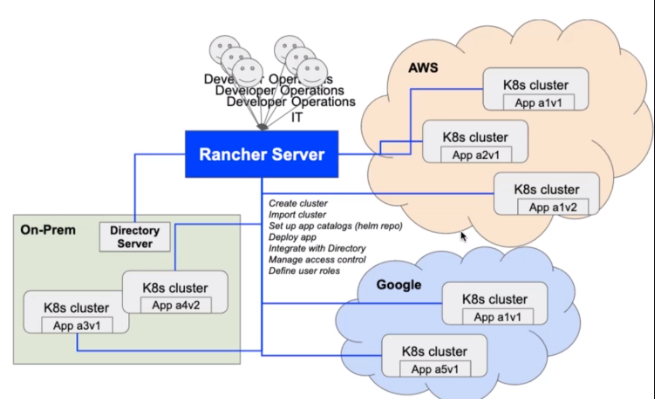 Developer Operations
Developer Operations
Developer Operations
IT
Rancher Server
Create cluster
Import cluster
Set up app catalogs (helm repo)
Deploy app
Integrate with Directory
Manage access control
Define user roles
On-Prem
Directory
Server
K8s cluster
App a4v2
K8s cluster
App a3v1
AWS
K8s cluster
App a1v1
K8s cluster
App a2v1
K8s cluster
App a1v2
Google
K8s cluster
App a1v1
K8s cluster
App a5v1